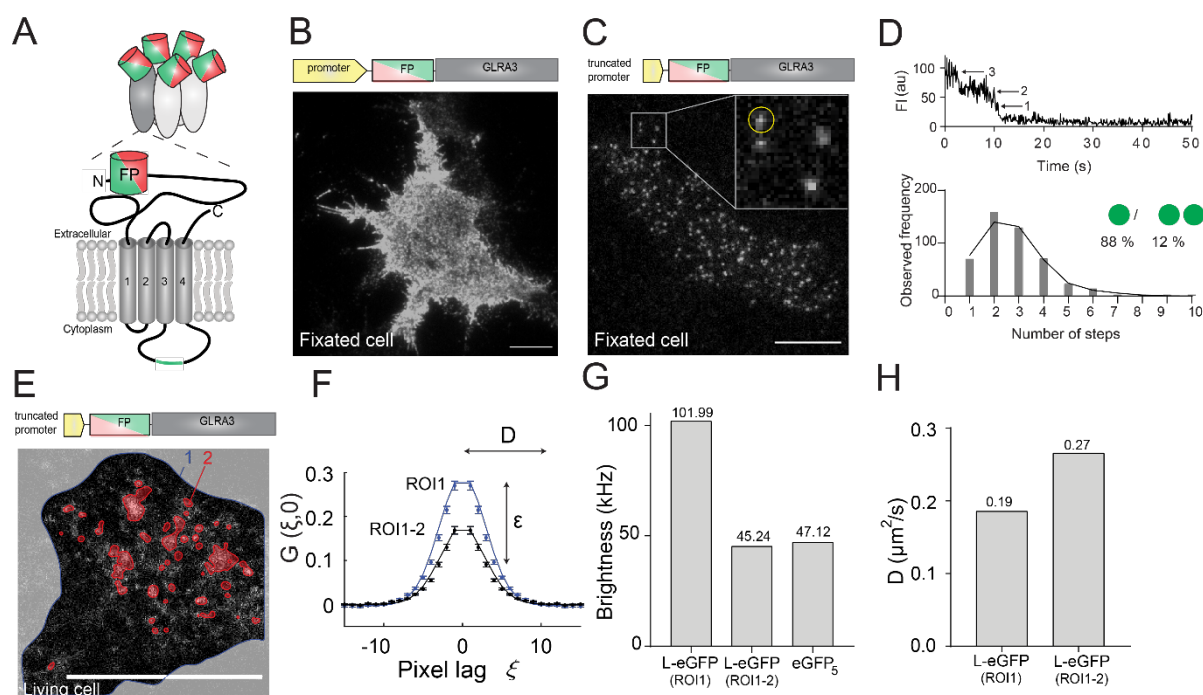 A
FP
N
C
Extracellular
1 2 3 4
Cytoplasm
B
promoter FP GLRA3
Fixated cell
C
truncated
promoter
FP GLRA3
Fixated cell
D
FI (au)
100
50
0
3
2
1
0 10 20 30 40 50
Time (s)
Observed frequency
200
100
0
/
88 % 12 %
0 1 2 3 4 5 6 7 8 9 10
Number of steps
E
truncated
promoter
FP GLRA3
1 2
Living cell
F
D
G (ξ,0)
0.3
0.2
0.1
0
ROI1
ROI1-2
ε
-10 0 10
Pixel lag ξ
G
Brightness (kHz)
100
50
0
101.99
45.24
47.12
L-eGFP L-eGFP eGFP5
(ROI1) (ROI1-2)
H
D (µm²/s)
0.3
0.2
0.1
0.0
0.19
0.27
L-eGFP L-eGFP
(ROI1) (ROI1-2)